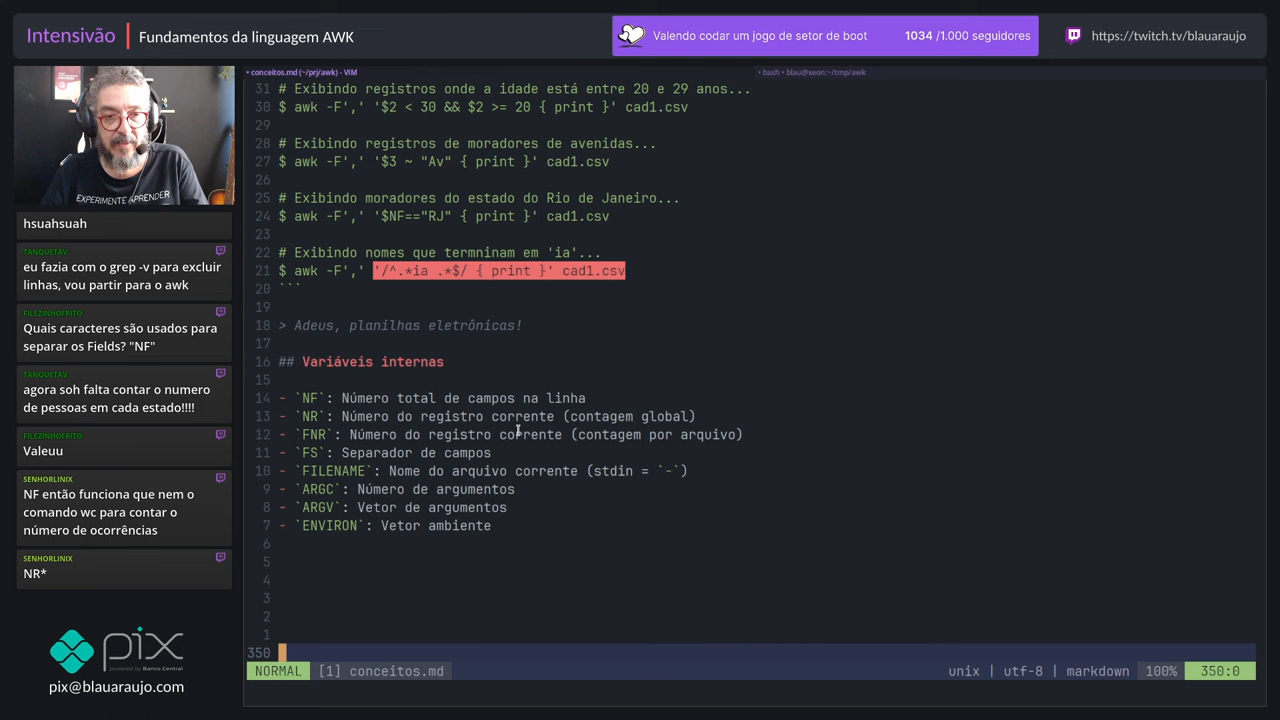 Intensivão | Fundamentos da linguagem AWK
Valendo codar um jogo de setor de boot 1034 /1.000 seguidores
https://twitch.tv/blauaraujo
EXPERIMENTE APRENDER
hsuahsuah
TANQUETAV
eu fazia com o grep -v para excluir
linhas, vou partir para o awk
FILEZINHOFRITO
Quais caracteres são usados para
separar os Fields? "NF"
TANQUETAV
agora soh falta contar o numero
de pessoas em cada estado!!!!
FILEZINHOFRITO
Valeuu
SENHORLINIX
NF então funciona que nem o
comando wc para contar o
número de ocorrências
SENHORLINIX
NR*
pix
powered by Banco Central
pix@blauaraujo.com
• conceitos.md (~/prj/awk) - VIM
• bash • blau@xeon:~/tmp/awk
31 # Exibindo registros onde a idade está entre 20 e 29 anos...
30 $ awk -F',' '$2 < 30 && $2 >= 20 { print }' cad1.csv
29
28 # Exibindo registros de moradores de avenidas...
27 $ awk -F',' '$3 ~ "Av" { print }' cad1.csv
26
25 # Exibindo moradores do estado do Rio de Janeiro...
24 $ awk -F',' '$NF=="RJ" { print }' cad1.csv
23
22 # Exibindo nomes que termninam em 'ia'...
21 $ awk -F',' '/^.*ia .*$/ { print }' cad1.csv
20 ```
19
18 > Adeus, planilhas eletrônicas!
17
16 ## Variáveis internas
15
14 - `NF`: Número total de campos na linha
13 - `NR`: Número do registro corrente (contagem global)
12 - `FNR`: Número do registro corrente (contagem por arquivo)
11 - `FS`: Separador de campos
10 - `FILENAME`: Nome do arquivo corrente (stdin = `-`)
9 - `ARGC`: Número de argumentos
8 - `ARGV`: Vetor de argumentos
7 - `ENVIRON`: Vetor ambiente
6
5
4
3
2
1
350
NORMAL [1] conceitos.md unix | utf-8 | markdown 100% 350:0